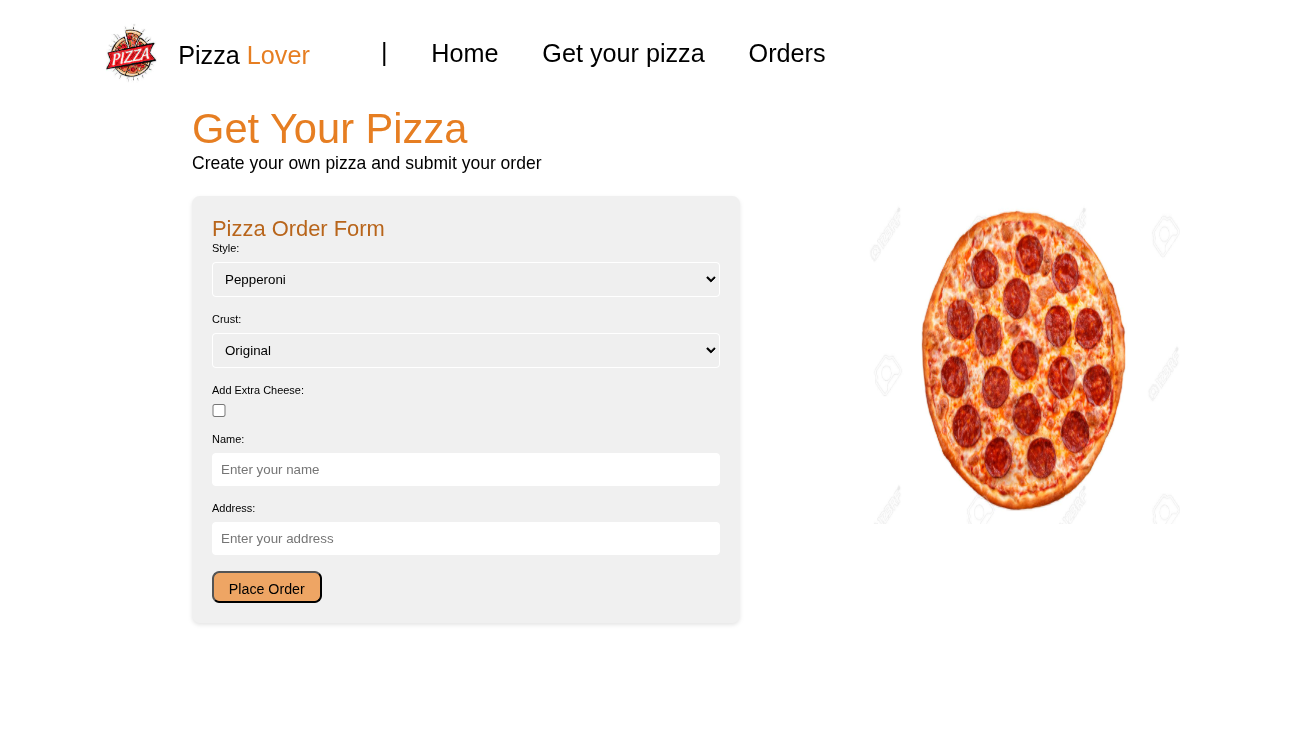 PIZZA
Pizza Lover | Home Get your pizza Orders
Get Your Pizza
Create your own pizza and submit your order
Pizza Order Form
Style:
Pepperoni
Crust:
Original
Add Extra Cheese:
Name:
Enter your name
Address:
Enter your address
Place Order